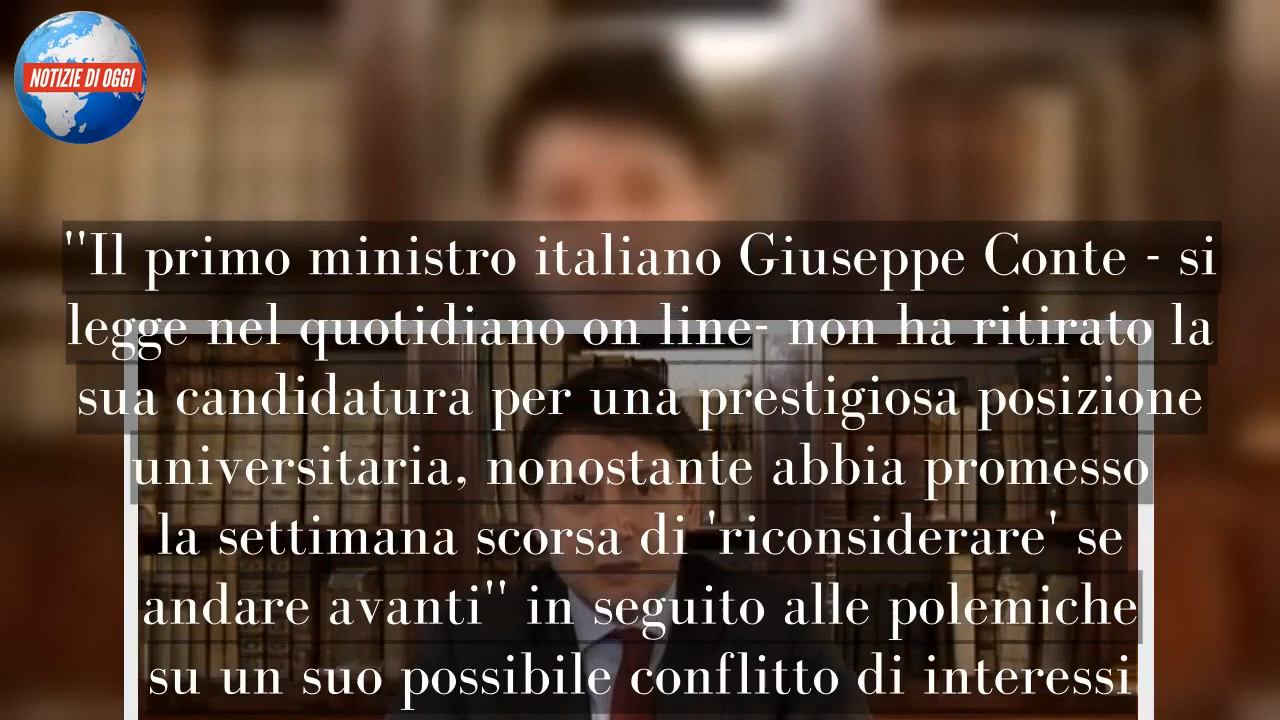 NOTIZIE DI OGGI
"Il primo ministro italiano Giuseppe Conte - si
legge nel quotidiano on line- non ha ritirato la
sua candidatura per una prestigiosa posizione
universitaria, nonostante abbia promesso
la settimana scorsa di 'riconsiderare' se
andare avanti" in seguito alle polemiche
su un suo possibile conflitto di interessi